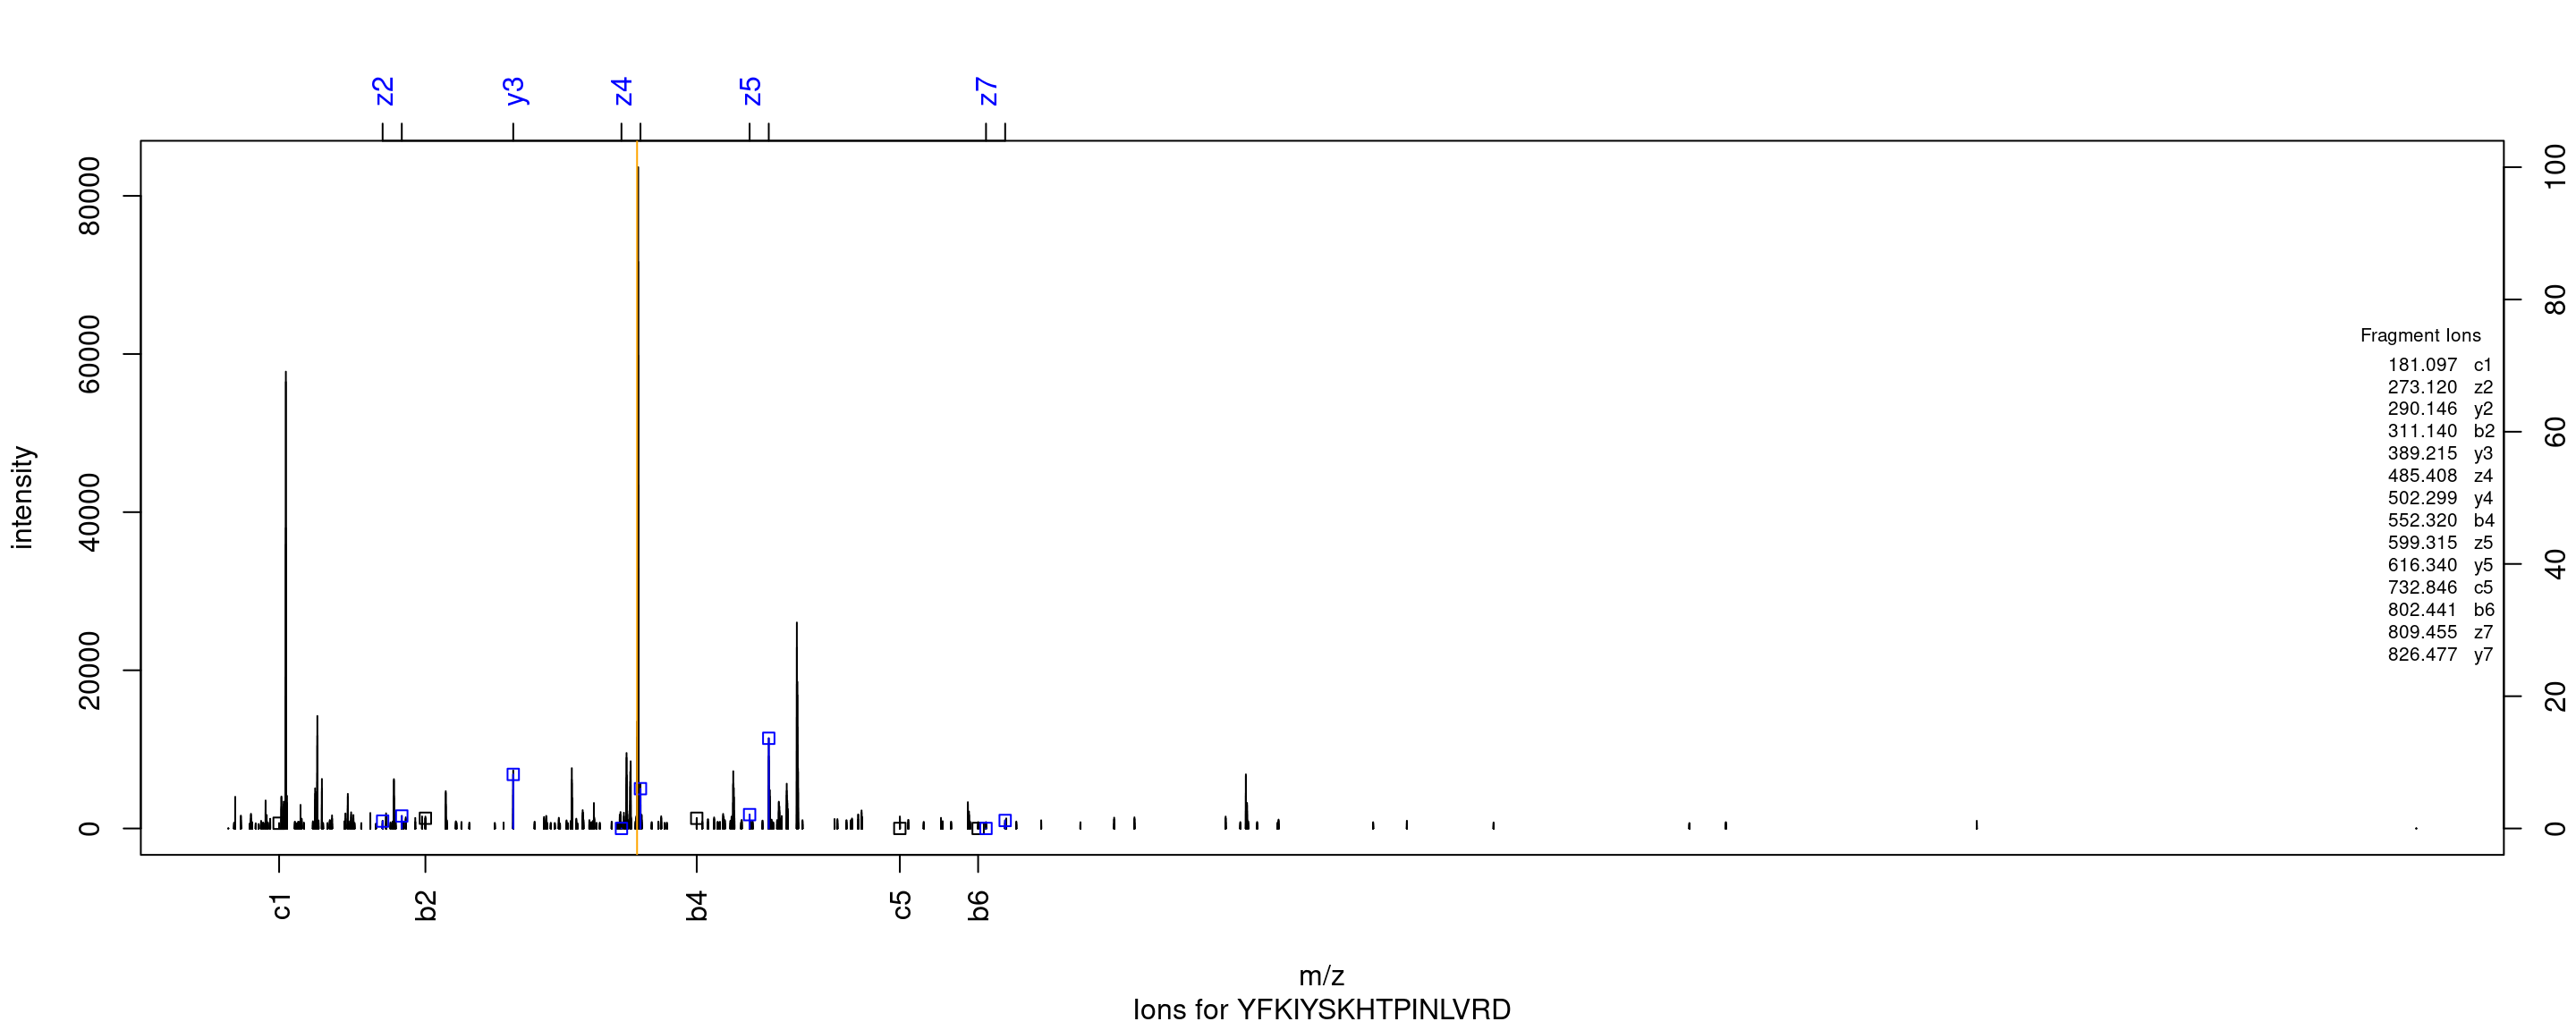 z2 y3 z4 z5 z7
80000 60000 40000 20000 0
intensity
100 80 60 40 20 0
Fragment Ions
181.097 c1
273.120 z2
290.146 y2
311.140 b2
389.215 y3
485.408 z4
502.299 y4
552.320 b4
599.315 z5
616.340 y5
732.846 c5
802.441 b6
809.455 z7
826.477 y7
c1 b2 b4 c5 b6
m/z
Ions for YFKIYSKHTPINLVRD